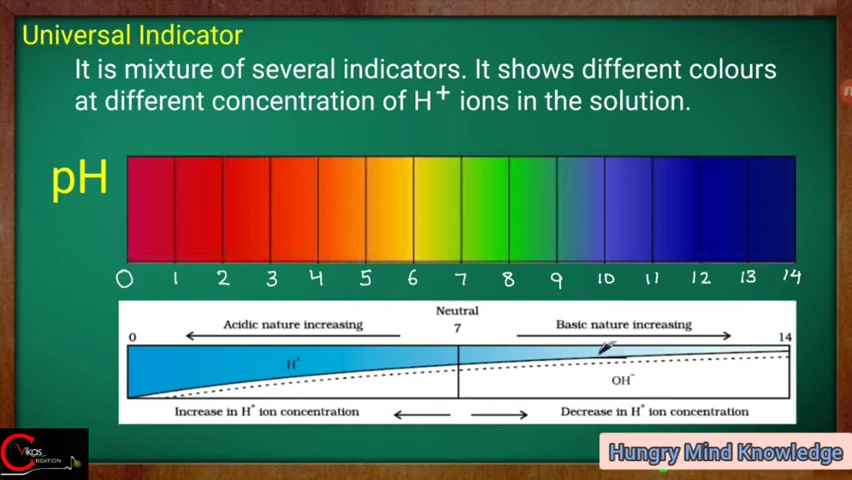 Universal Indicator
It is mixture of several indicators. It shows different colours
at different concentration of H+ ions in the solution.
pH
0 1 2 3 4 5 6 7 8 9 10 11 12 13 14
Neutral
Acidic nature increasing 7 Basic nature increasing
0 14
H+
OH-
Increase in H+ ion concentration Decrease in H+ ion concentration
Vikas
CREATION
Hungry Mind Knowledge